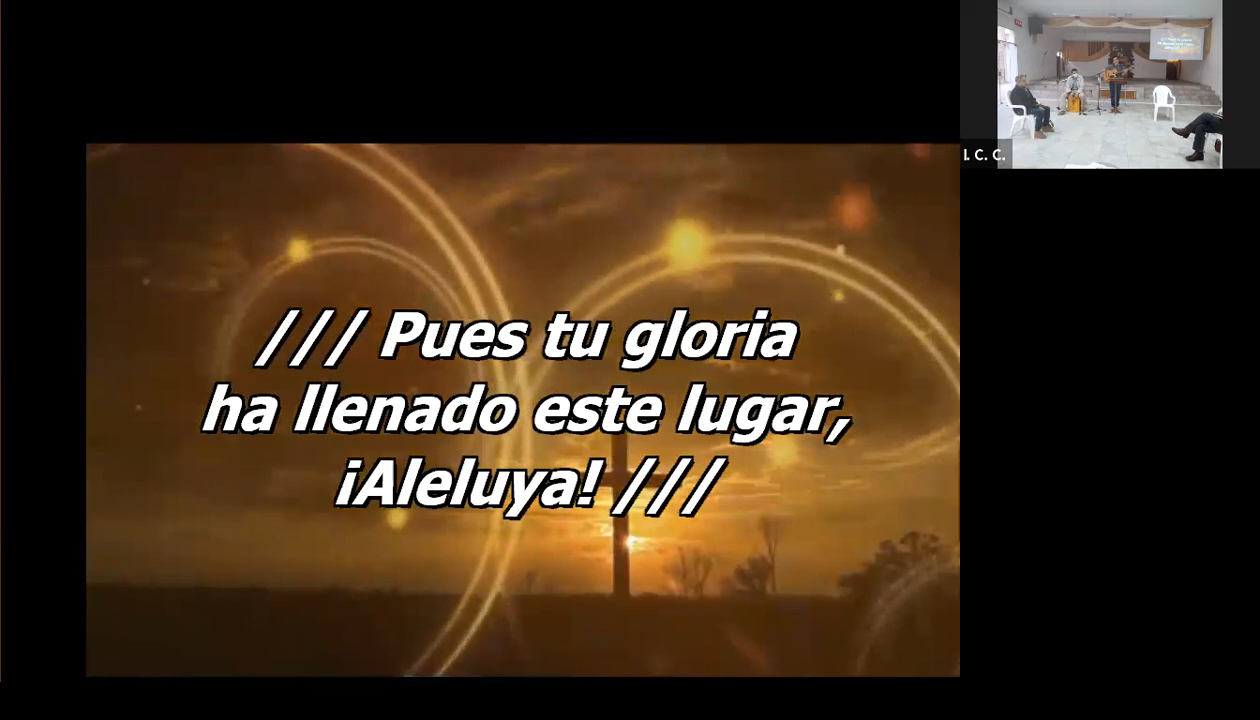 /// Pues tu gloria
ha llenado este lugar,
¡Aleluya! ///
I. C. C.